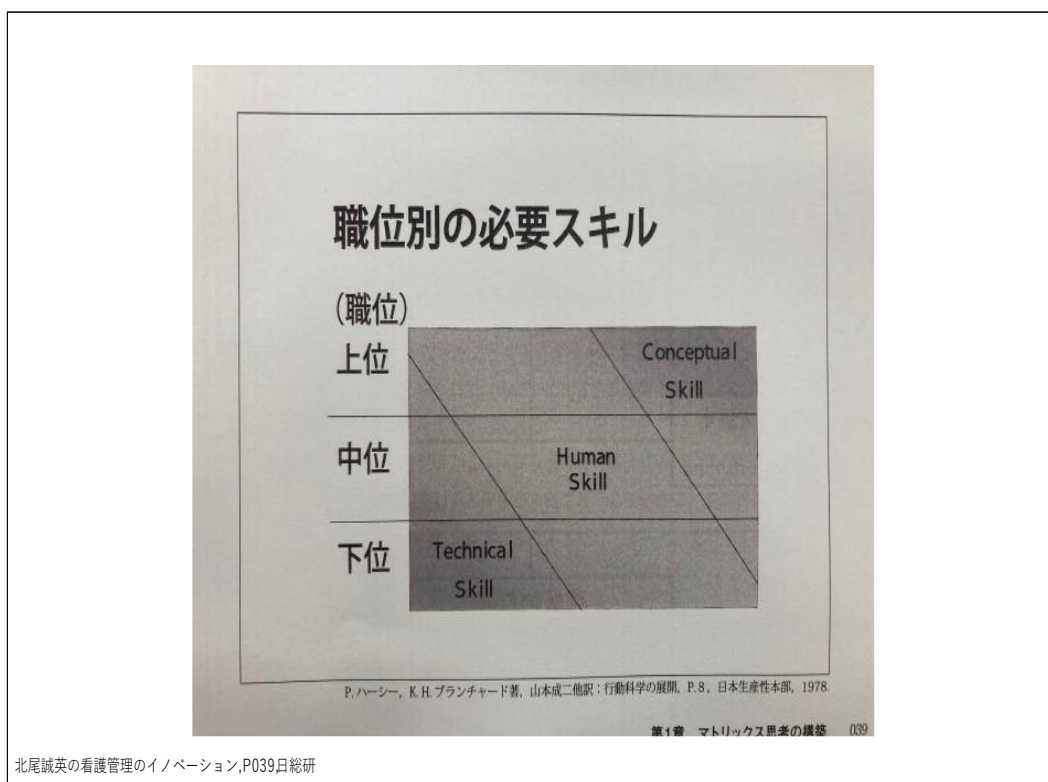 職位別の必要スキル
(職位)
上位
Conceptual
Skill
中位
Human
Skill
下位
Technical
Skill
P.ハーシー, K.H.ブランチャード著, 山本成二他訳:行動科学の展開, P.8, 日本生産性本部, 1978.
第1章 マトリックス思考の構築 039
北尾誠英の看護管理のイノベーション,P039,日総研